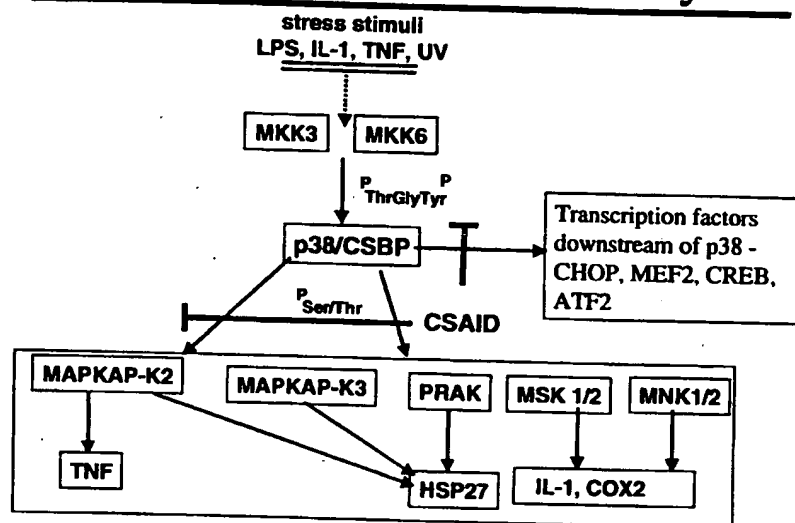 stress stimuli
LPS, IL-1, TNF, UV
MKK3
MKK6
P P
ThrGlyTyr
p38/CSBP
Transcription factors
downstream of p38 -
CHOP, MEF2, CREB,
ATF2
P
Ser/Thr
CSAID
MAPKAP-K2
MAPKAP-K3
PRAK
MSK 1/2
MNK1/2
TNF
HSP27
IL-1, COX2